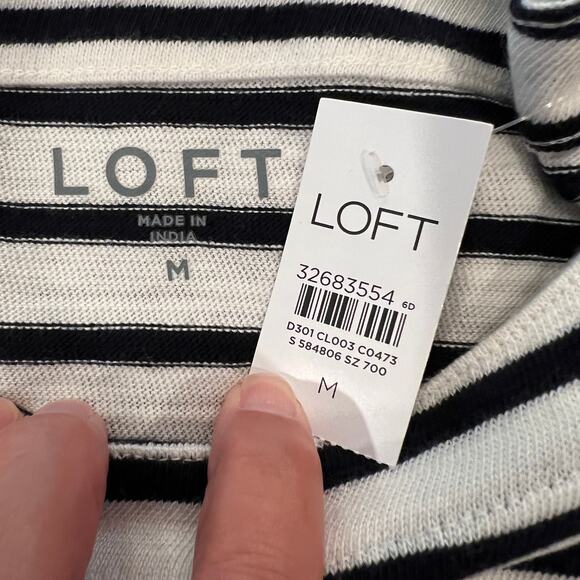 LOFT
MADE IN
INDIA
M
LOFT
32683554 6D
D301 CL003 C0473
S 584806 SZ 700
M